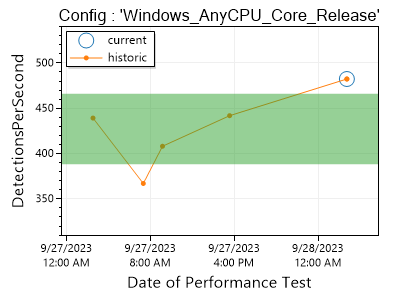 Config : 'Windows_AnyCPU_Core_Release'
current
historic
DetectionsPerSecond
500
450
400
350
9/27/2023 9/27/2023 9/27/2023 9/28/2023
12:00 AM 8:00 AM 4:00 PM 12:00 AM
Date of Performance Test